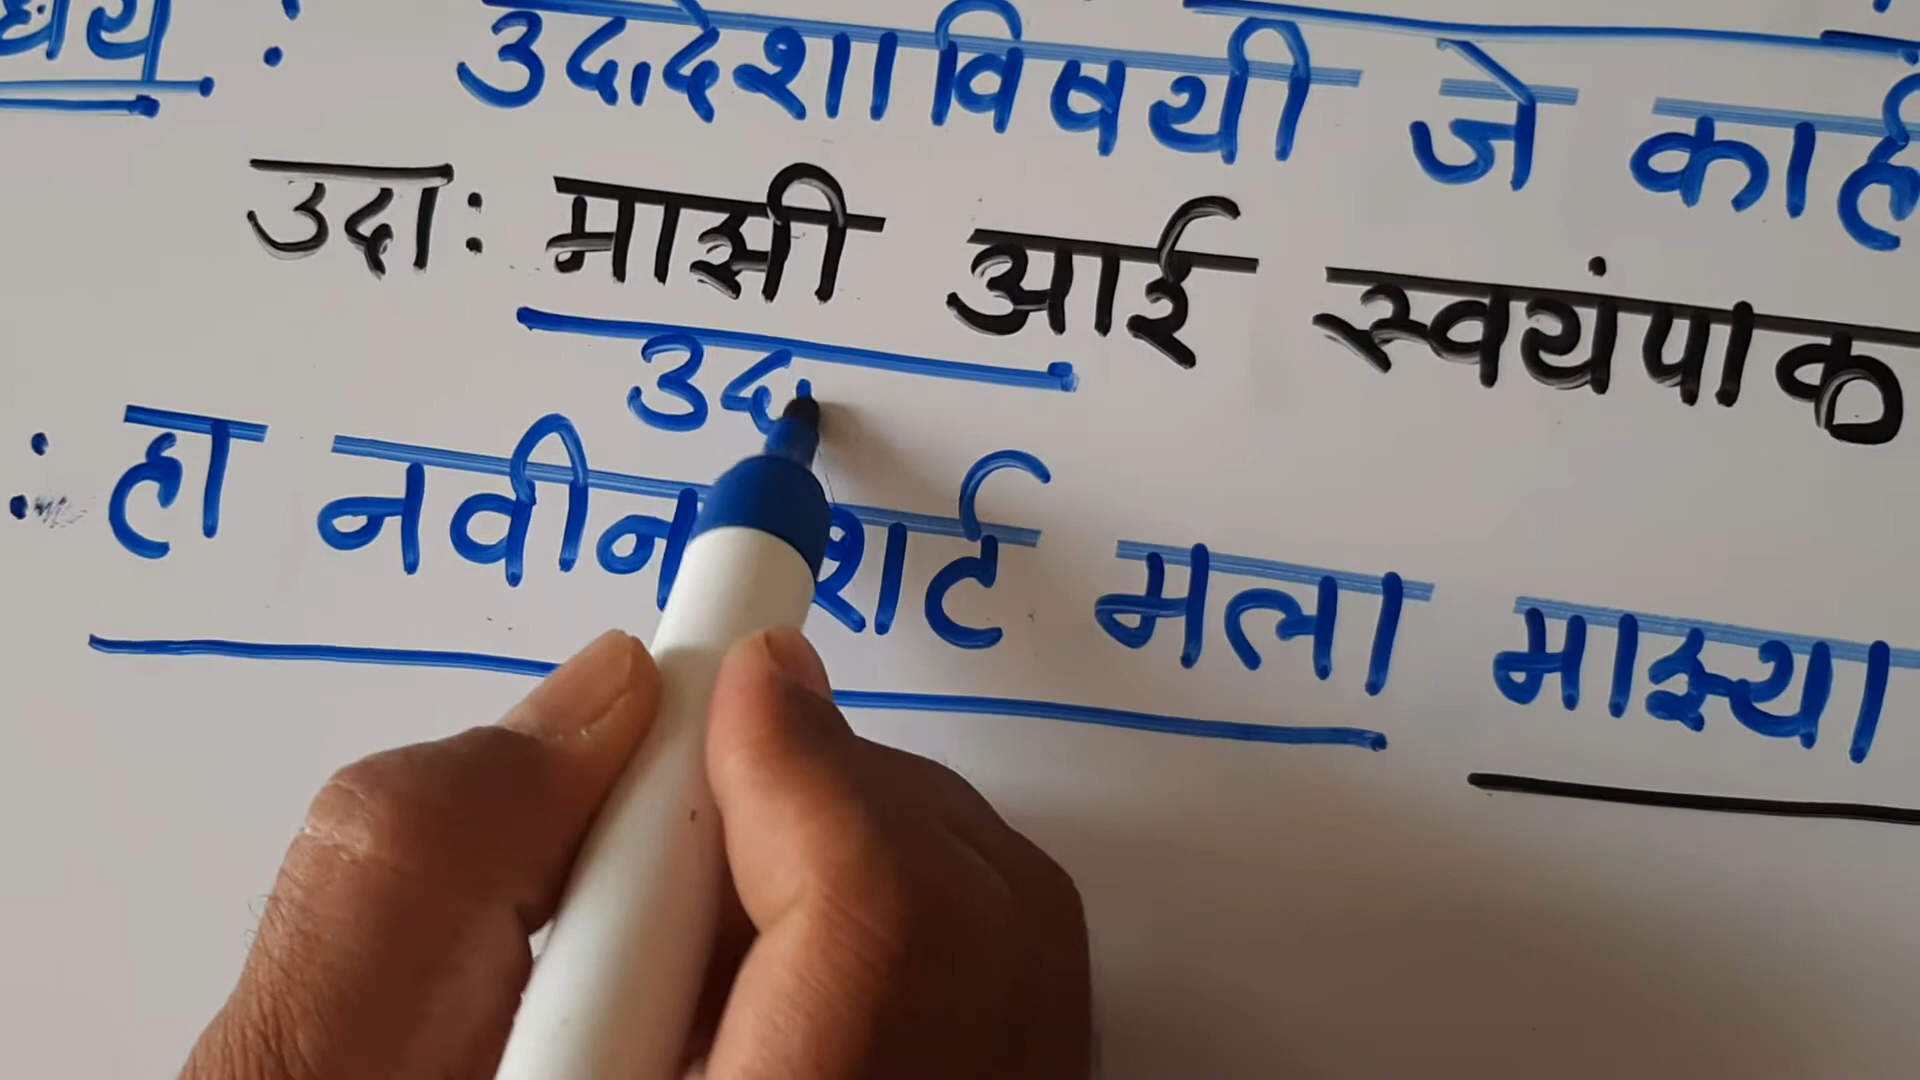 धेय : उद्देशाविषयी जे काही
उदा: माझी आई स्वयंपाक
उद्
: हा नवीन शर्ट मला माझ्या